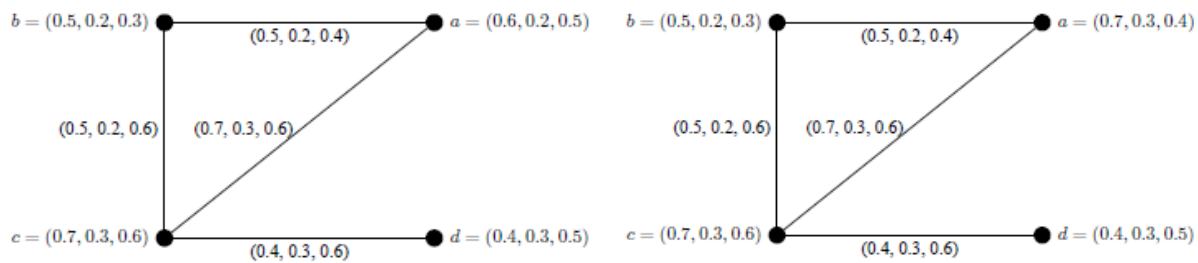 b = (0.5, 0.2, 0.3)
a = (0.6, 0.2, 0.5)
(0.5, 0.2, 0.4)
(0.5, 0.2, 0.6)
(0.7, 0.3, 0.6)
c = (0.7, 0.3, 0.6)
d = (0.4, 0.3, 0.5)
(0.4, 0.3, 0.6)
b = (0.5, 0.2, 0.3)
a = (0.7, 0.3, 0.4)
(0.5, 0.2, 0.4)
(0.5, 0.2, 0.6)
(0.7, 0.3, 0.6)
c = (0.7, 0.3, 0.6)
d = (0.4, 0.3, 0.5)
(0.4, 0.3, 0.6)